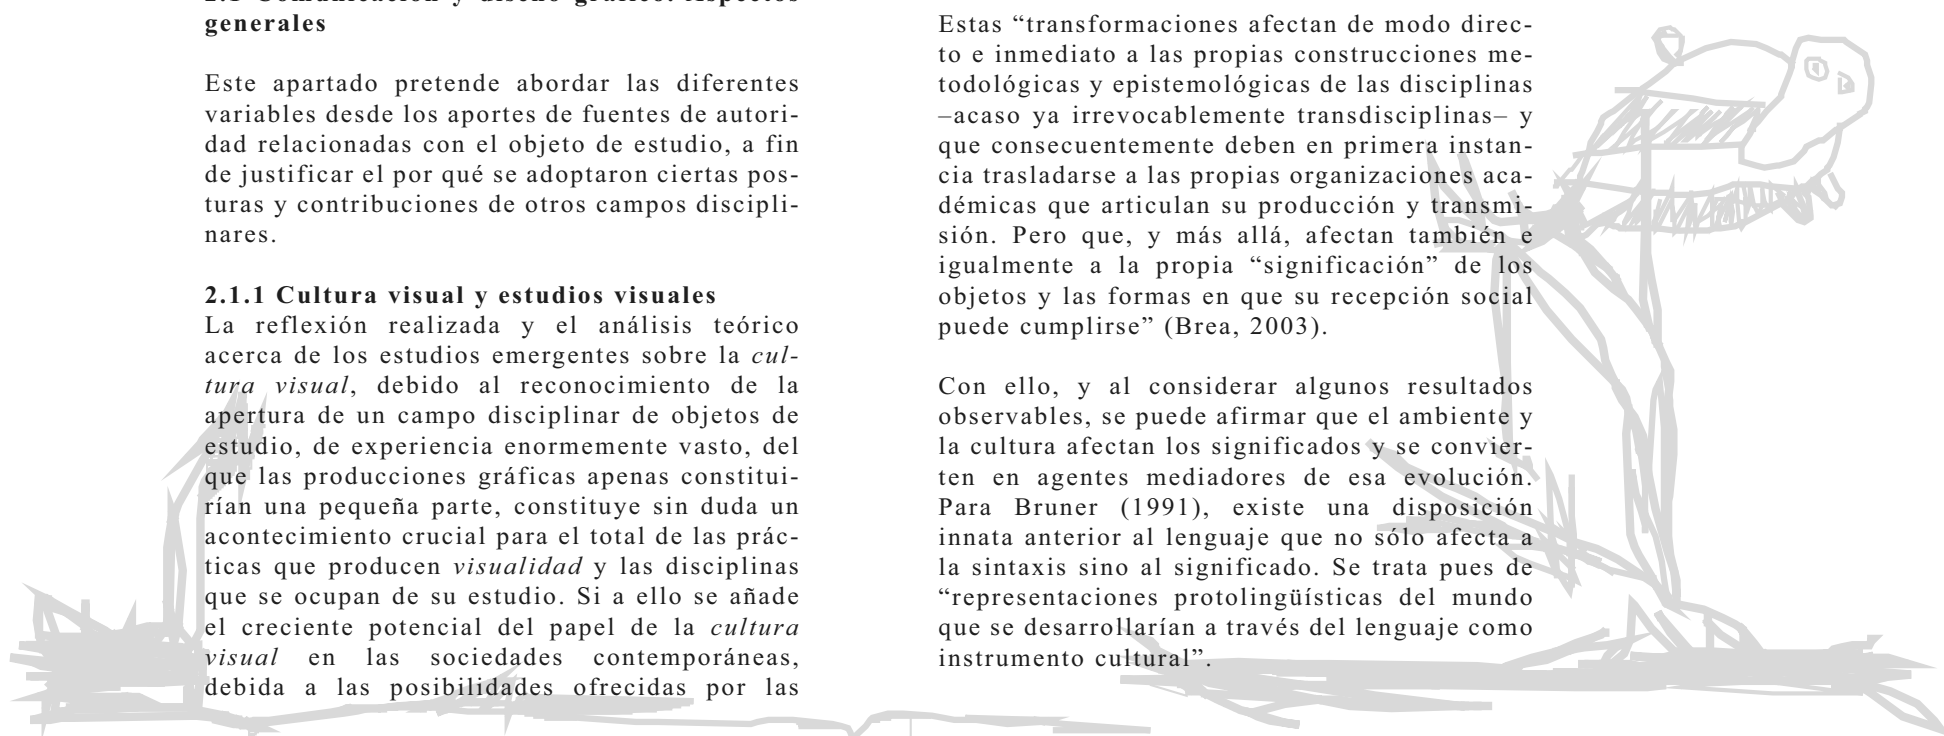 2.1 Comunicación y diseño gráfico. Aspectos
generales
Este apartado pretende abordar las diferentes
variables desde los aportes de fuentes de autori-
dad relacionadas con el objeto de estudio, a fin
de justificar el por qué se adoptaron ciertas pos-
turas y contribuciones de otros campos discipli-
nares.
2.1.1 Cultura visual y estudios visuales
La reflexión realizada y el análisis teórico
acerca de los estudios emergentes sobre la cul-
tura visual, debido al reconocimiento de la
apertura de un campo disciplinar de objetos de
estudio, de experiencia enormemente vasto, del
que las producciones gráficas apenas constitui-
rían una pequeña parte, constituye sin duda un
acontecimiento crucial para el total de las prác-
ticas que producen visualidad y las disciplinas
que se ocupan de su estudio. Si a ello se añade
el creciente potencial del papel de la cultura
visual en las sociedades contemporáneas,
debida a las posibilidades ofrecidas por las
Estas “transformaciones afectan de modo direc-
to e inmediato a las propias construcciones me-
todológicas y epistemológicas de las disciplinas
–acaso ya irrevocablemente transdisciplinas– y
que consecuentemente deben en primera instan-
cia trasladarse a las propias organizaciones aca-
démicas que articulan su producción y transmi-
sión. Pero que, y más allá, afectan también e
igualmente a la propia “significación” de los
objetos y las formas en que su recepción social
puede cumplirse” (Brea, 2003).
Con ello, y al considerar algunos resultados
observables, se puede afirmar que el ambiente y
la cultura afectan los significados y se convier-
ten en agentes mediadores de esa evolución.
Para Bruner (1991), existe una disposición
innata anterior al lenguaje que no sólo afecta a
la sintaxis sino al significado. Se trata pues de
“representaciones protolingüísticas del mundo
que se desarrollarían a través del lenguaje como
instrumento cultural”.